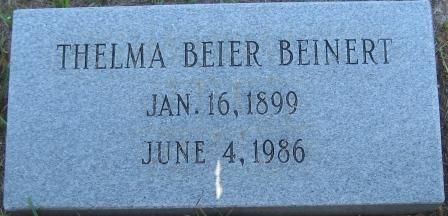 THELMA BEIER BEINERT
JAN. 16, 1899
JUNE 4, 1986